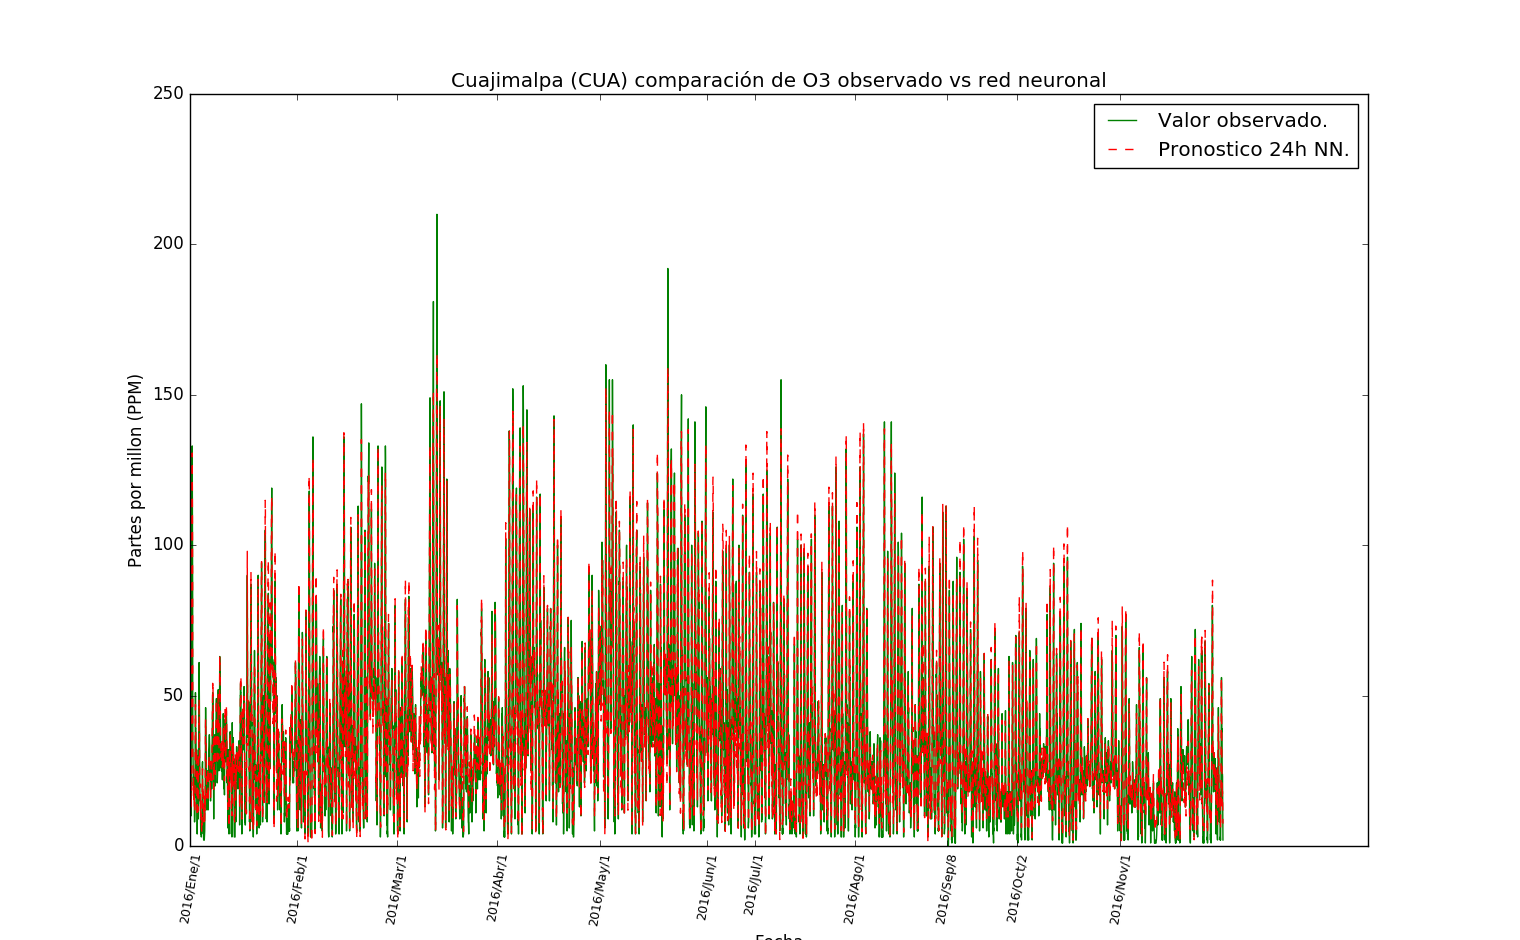 Cuajimalpa (CUA) comparación de O3 observado vs red neuronal
250
200
150
100
50
0
Partes por millon (PPM)
Valor observado.
Pronostico 24h NN.
2016/Ene/1
2016/Feb/1
2016/Mar/1
2016/Abr/1
2016/May/1
2016/Jun/1
2016/Jul/1
2016/Ago/1
2016/Sep/8
2016/Oct/2
2016/Nov/1
Fecha